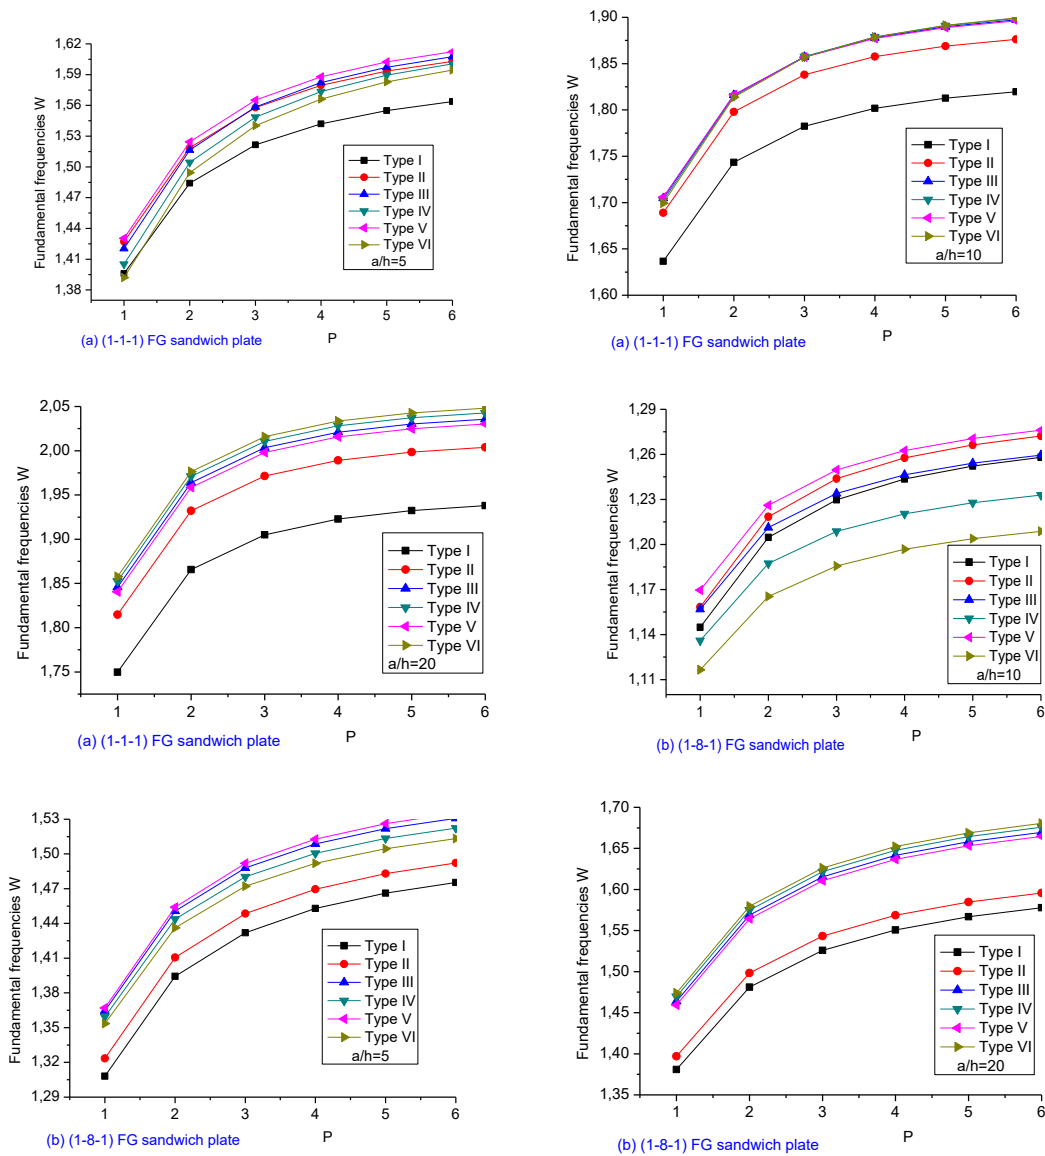 Fundamental frequencies W
1,62
1,59
1,56
1,53
1,50
1,47
1,44
1,41
1,38
1
2
3
4
5
6
P
Type I
Type II
Type III
Type IV
Type V
Type VI
a/h=5
(a) (1-1-1) FG sandwich plate
Fundamental frequencies W
1,90
1,85
1,80
1,75
1,70
1,65
1,60
1
2
3
4
5
6
P
Type I
Type II
Type III
Type IV
Type V
Type VI
a/h=10
(a) (1-1-1) FG sandwich plate
Fundamental frequencies W
2,05
2,00
1,95
1,90
1,85
1,80
1,75
1
2
3
4
5
6
P
Type I
Type II
Type III
Type IV
Type V
Type VI
a/h=20
(a) (1-1-1) FG sandwich plate
Fundamental frequencies W
1,29
1,26
1,23
1,20
1,17
1,14
1,11
1
2
3
4
5
6
P
Type I
Type II
Type III
Type IV
Type V
Type VI
a/h=10
(b) (1-8-1) FG sandwich plate
Fundamental frequencies W
1,53
1,50
1,47
1,44
1,41
1,38
1,35
1,32
1,29
1
2
3
4
5
6
P
Type I
Type II
Type III
Type IV
Type V
Type VI
a/h=5
(b) (1-8-1) FG sandwich plate
Fundamental frequencies W
1,70
1,65
1,60
1,55
1,50
1,45
1,40
1,35
1
2
3
4
5
6
P
Type I
Type II
Type III
Type IV
Type V
Type VI
a/h=20
(b) (1-8-1) FG sandwich plate